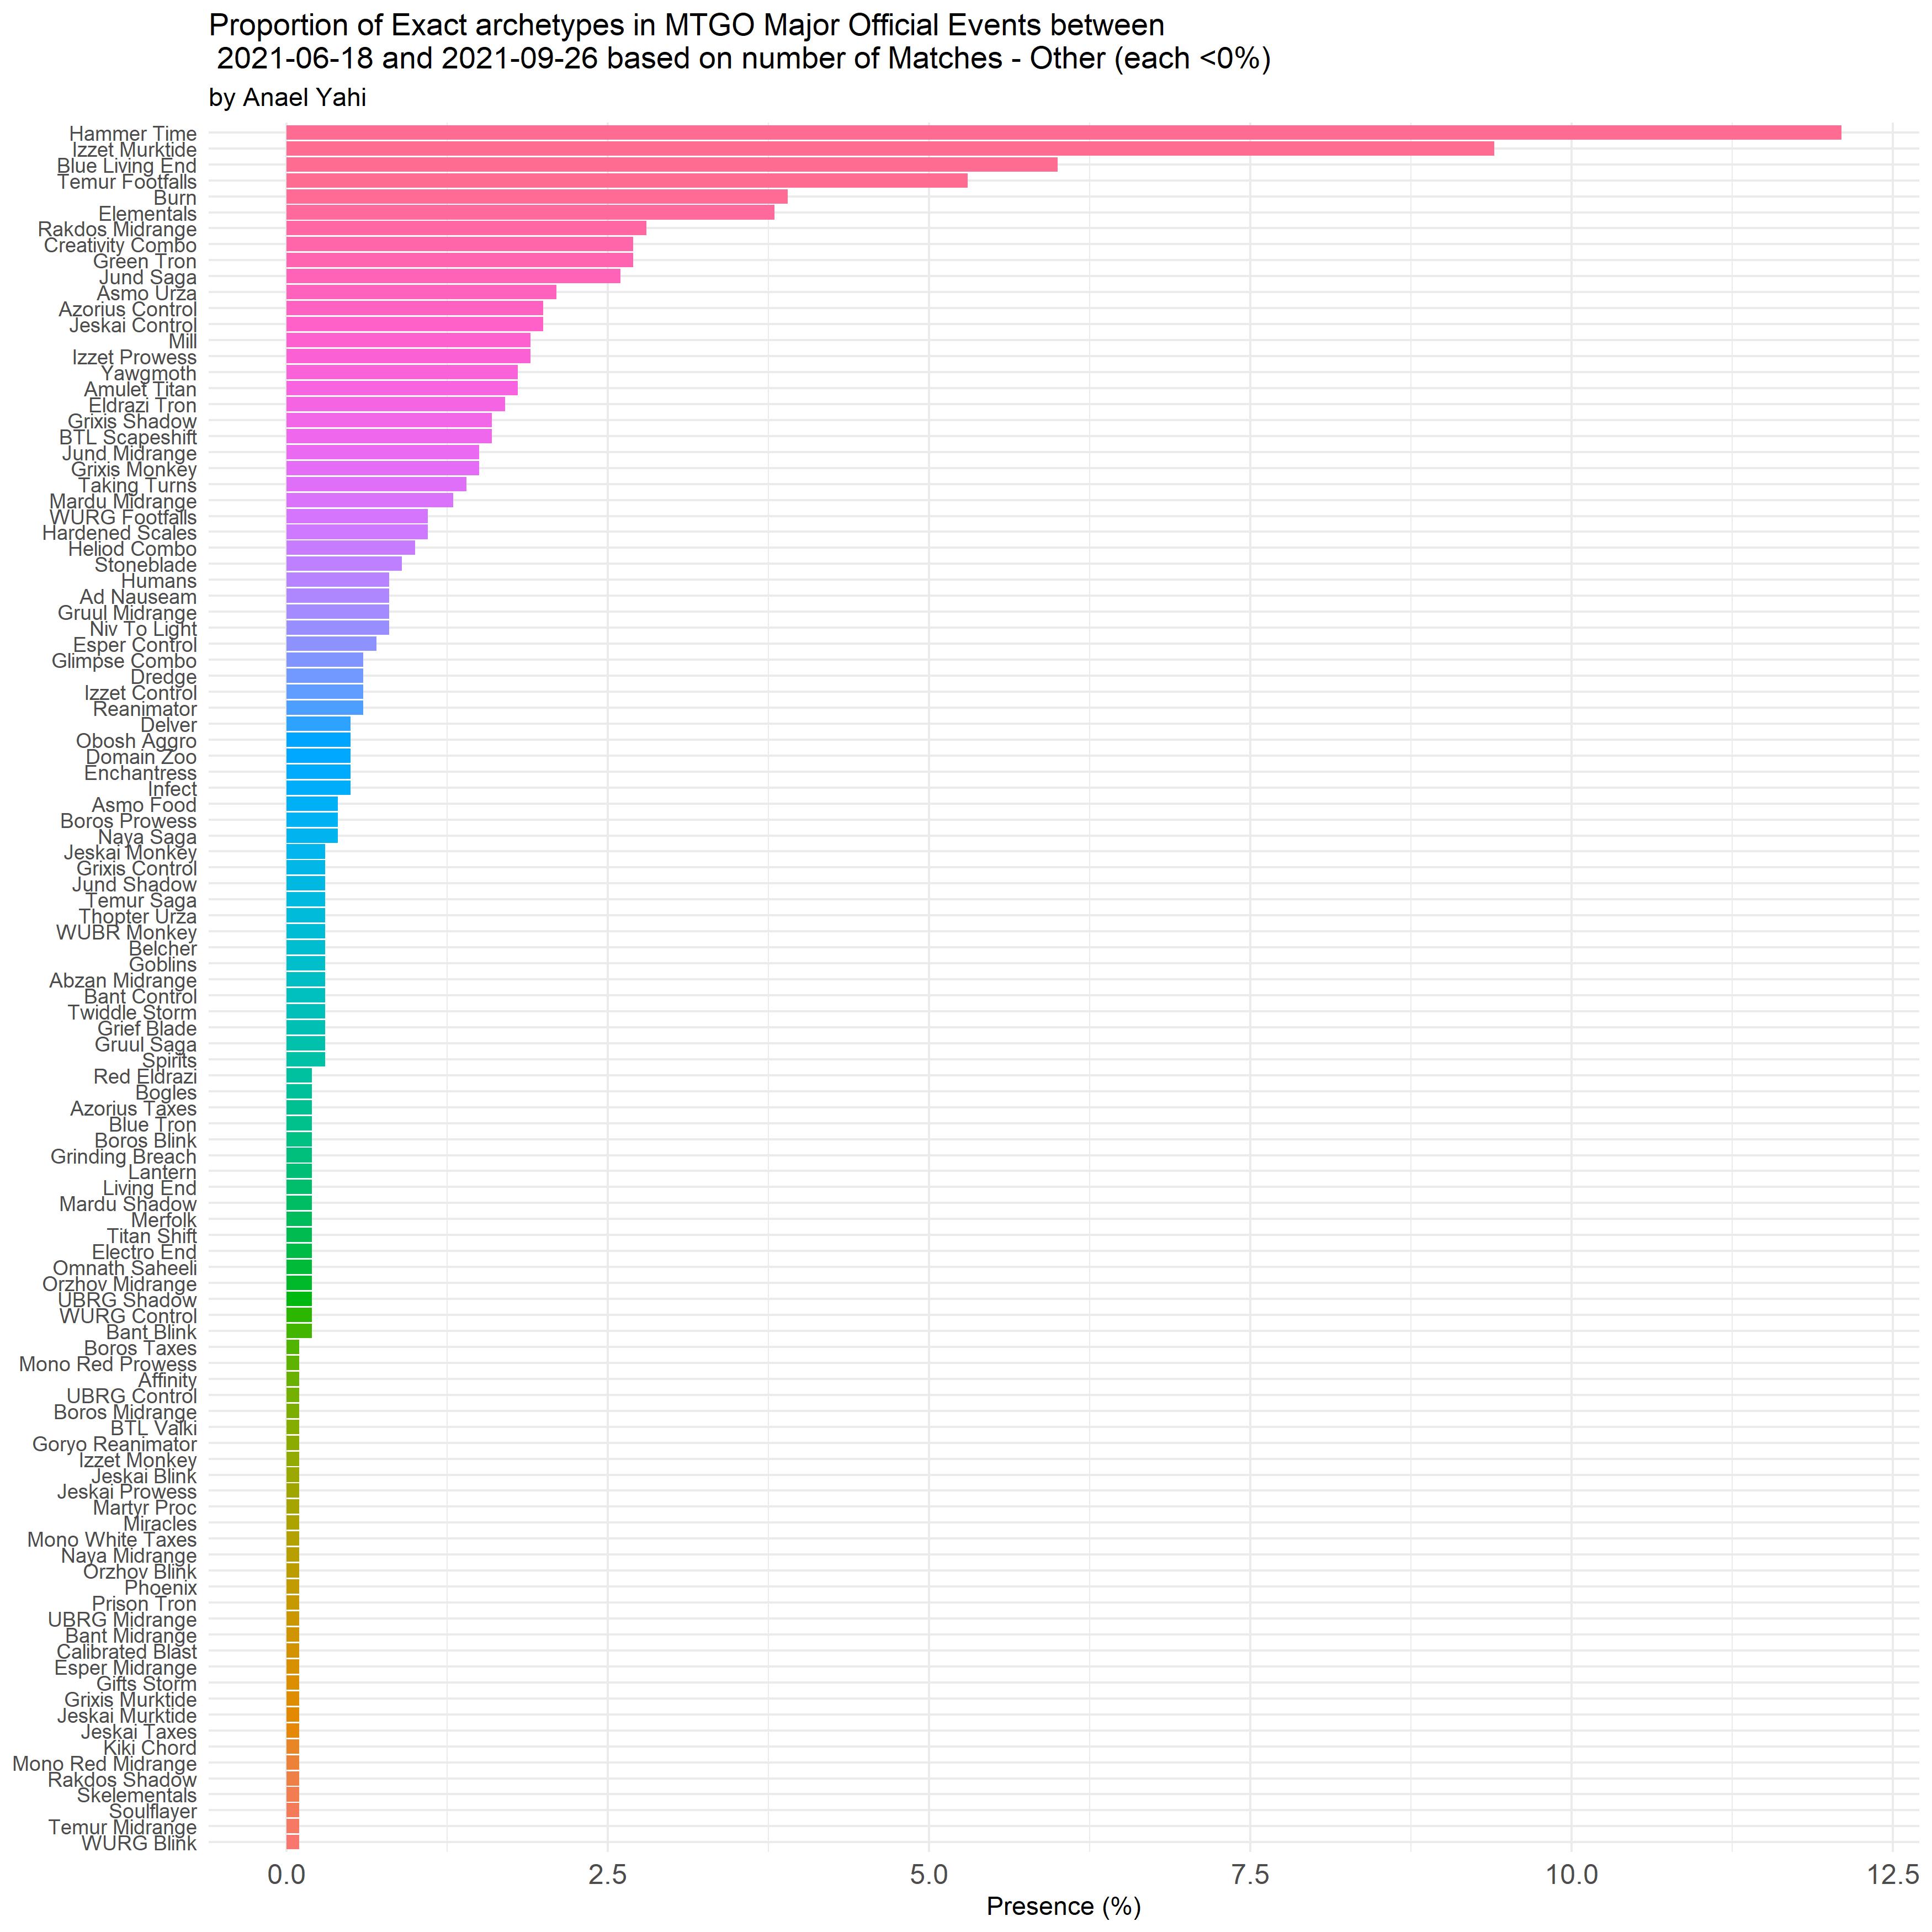 Proportion of Exact archetypes in MTGO Major Official Events between
2021-06-18 and 2021-09-26 based on number of Matches - Other (each <0%)
by Anael Yahi
Hammer Time
Izzet Murktide
Blue Living End
Temur Footfalls
Burn
Elementals
Rakdos Midrange
Creativity Combo
Green Tron
Jund Saga
Asmo Urza
Azorius Control
Jeskai Control
Mill
Izzet Prowess
Yawgmoth
Amulet Titan
Eldrazi Tron
Grixis Shadow
BTL Scapeshift
Jund Midrange
Grixis Monkey
Taking Turns
Mardu Midrange
WURG Footfalls
Hardened Scales
Heliod Combo
Stoneblade
Humans
Ad Nauseam
Gruul Midrange
Niv To Light
Esper Control
Glimpse Combo
Dredge
Izzet Control
Reanimator
Delver
Obosh Aggro
Domain Zoo
Enchantress
Infect
Asmo Food
Boros Prowess
Naya Saga
Jeskai Monkey
Grixis Control
Jund Shadow
Temur Saga
Thopter Urza
WUBR Monkey
Belcher
Goblins
Abzan Midrange
Bant Control
Twiddle Storm
Grief Blade
Gruul Saga
Spirits
Red Eldrazi
Bogles
Azorius Taxes
Blue Tron
Boros Blink
Grinding Breach
Lantern
Living End
Mardu Shadow
Merfolk
Titan Shift
Electro End
Omnath Saheeli
Orzhov Midrange
UBRG Shadow
WURG Control
Bant Blink
Boros Taxes
Mono Red Prowess
Affinity
UBRG Control
Boros Midrange
BTL Valki
Goryo Reanimator
Izzet Monkey
Jeskai Blink
Jeskai Prowess
Martyr Proc
Miracles
Mono White Taxes
Naya Midrange
Orzhov Blink
Phoenix
Prison Tron
UBRG Midrange
Bant Midrange
Calibrated Blast
Esper Midrange
Gifts Storm
Grixis Murktide
Jeskai Murktide
Jeskai Taxes
Kiki Chord
Mono Red Midrange
Rakdos Shadow
Skelementals
Soulflayer
Temur Midrange
WURG Blink
0.0 2.5 5.0 7.5 10.0 12.5
Presence (%)